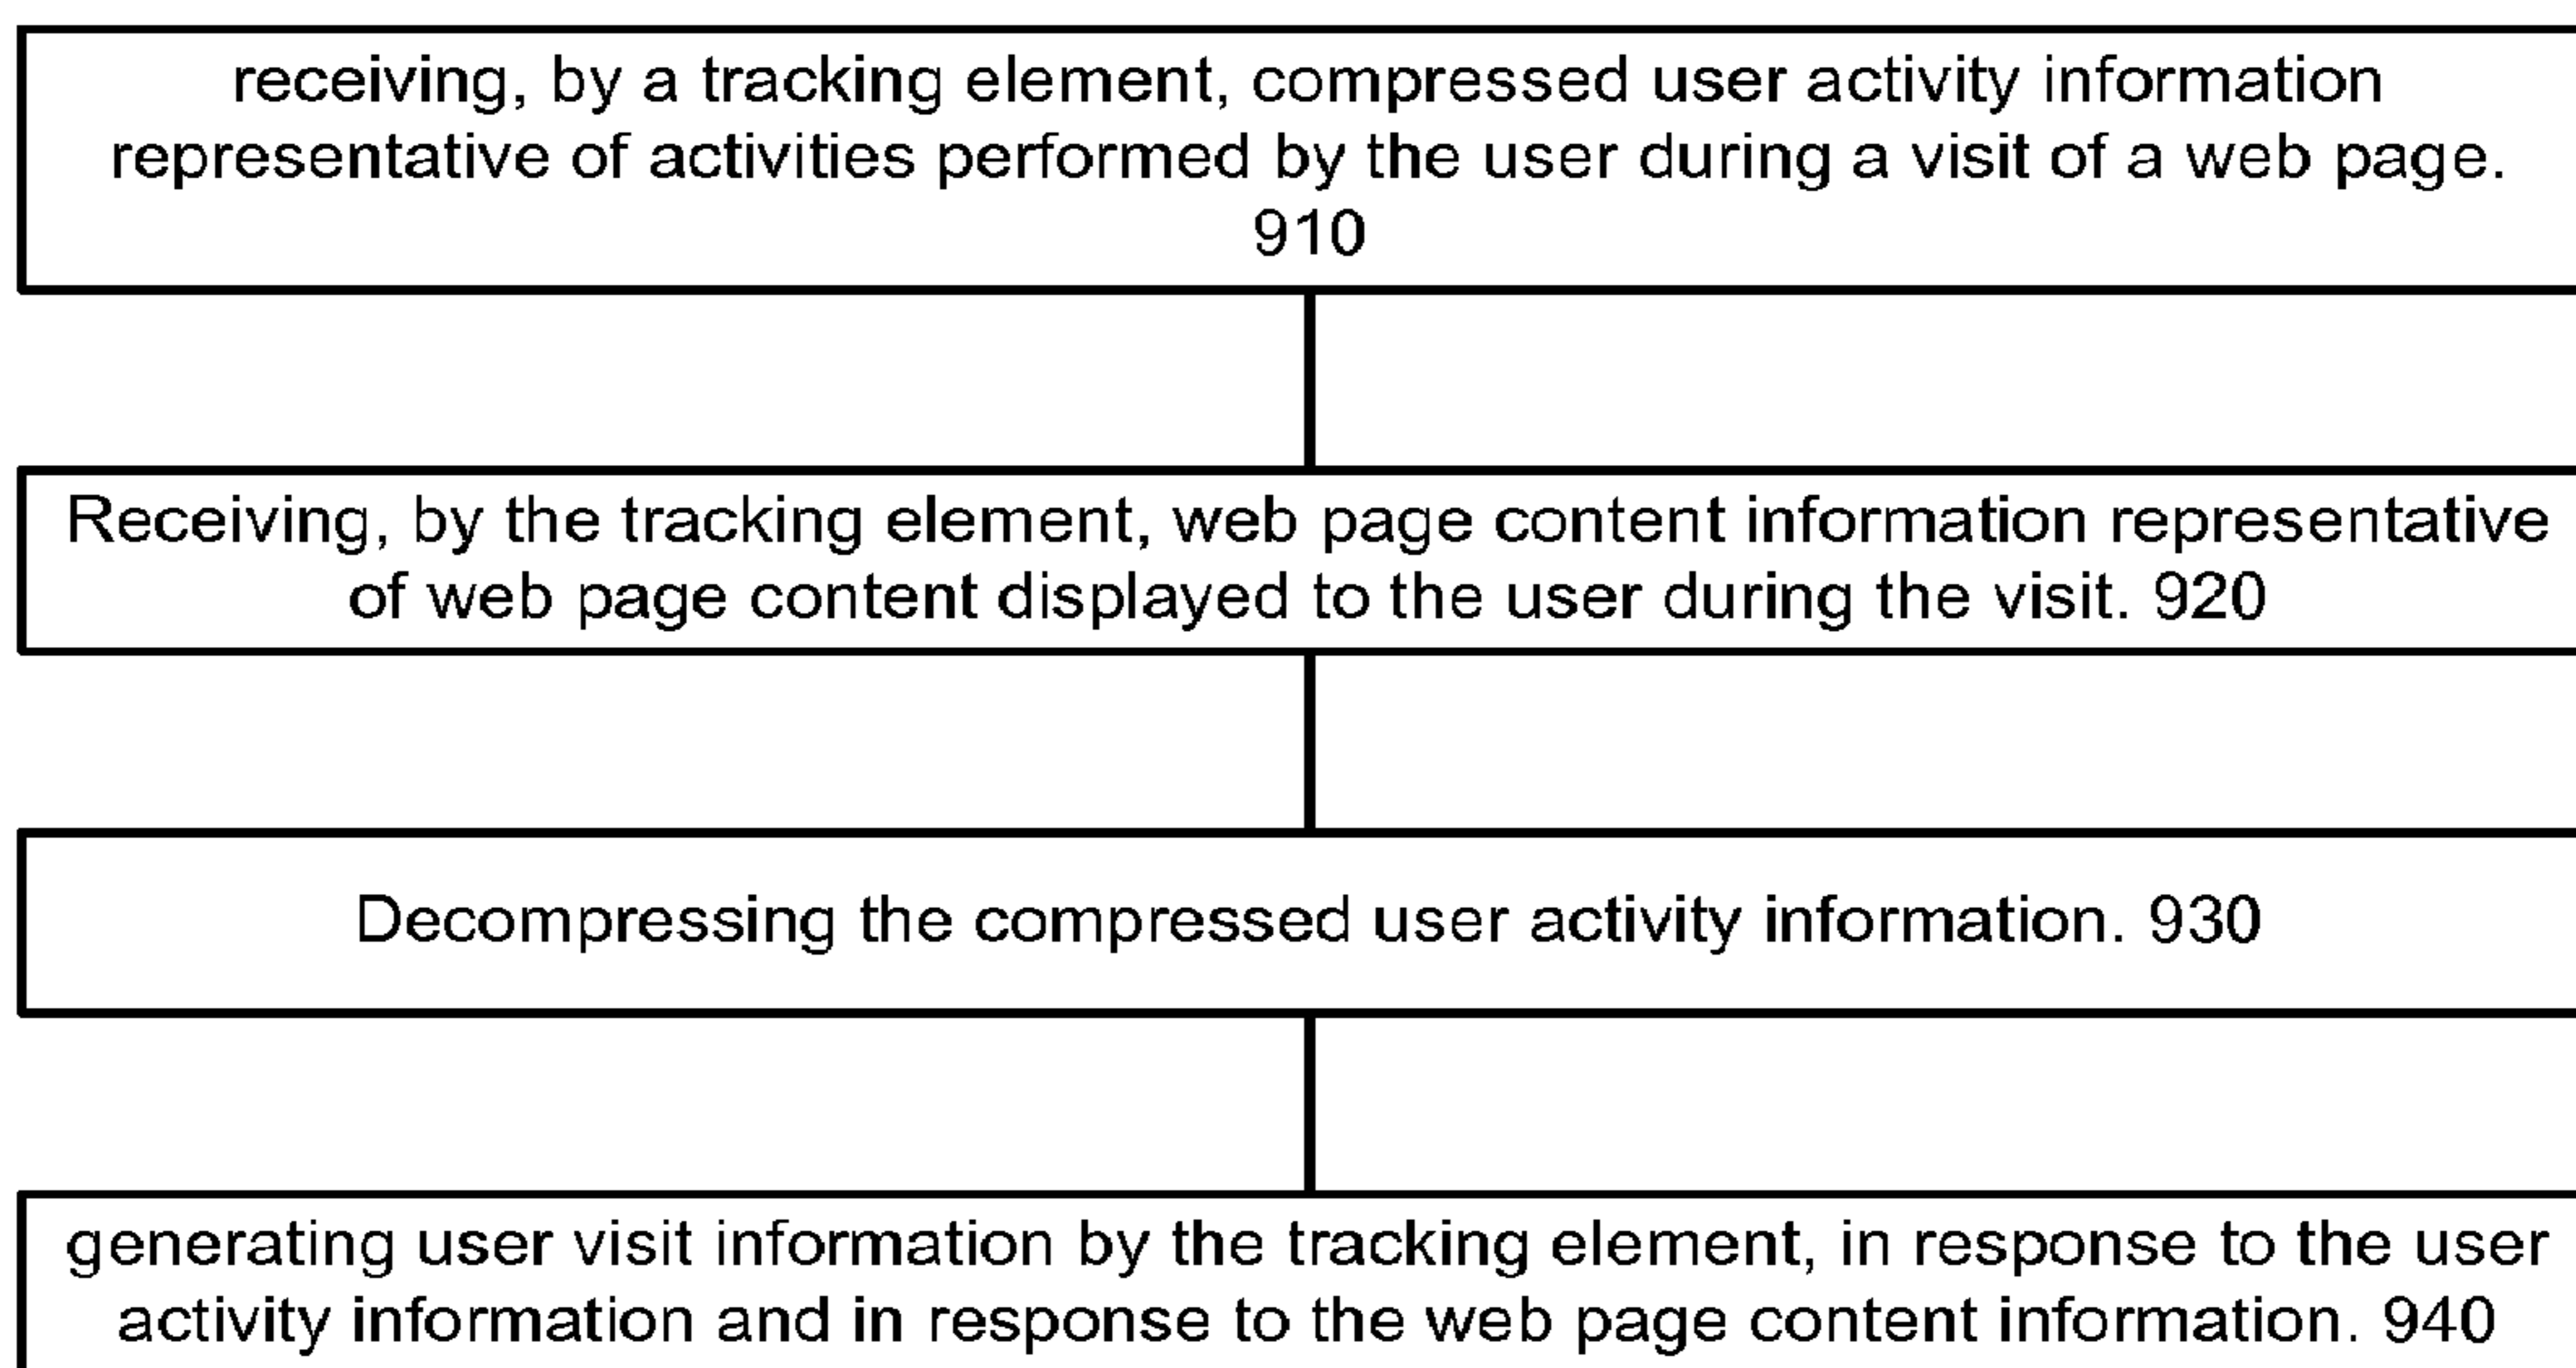 receiving, by a tracking element, compressed user activity information
representative of activities performed by the user during a visit of a web page.
910
Receiving, by the tracking element, web page content information representative
of web page content displayed to the user during the visit. 920
Decompressing the compressed user activity information. 930
generating user visit information by the tracking element, in response to the user
activity information and in response to the web page content information. 940